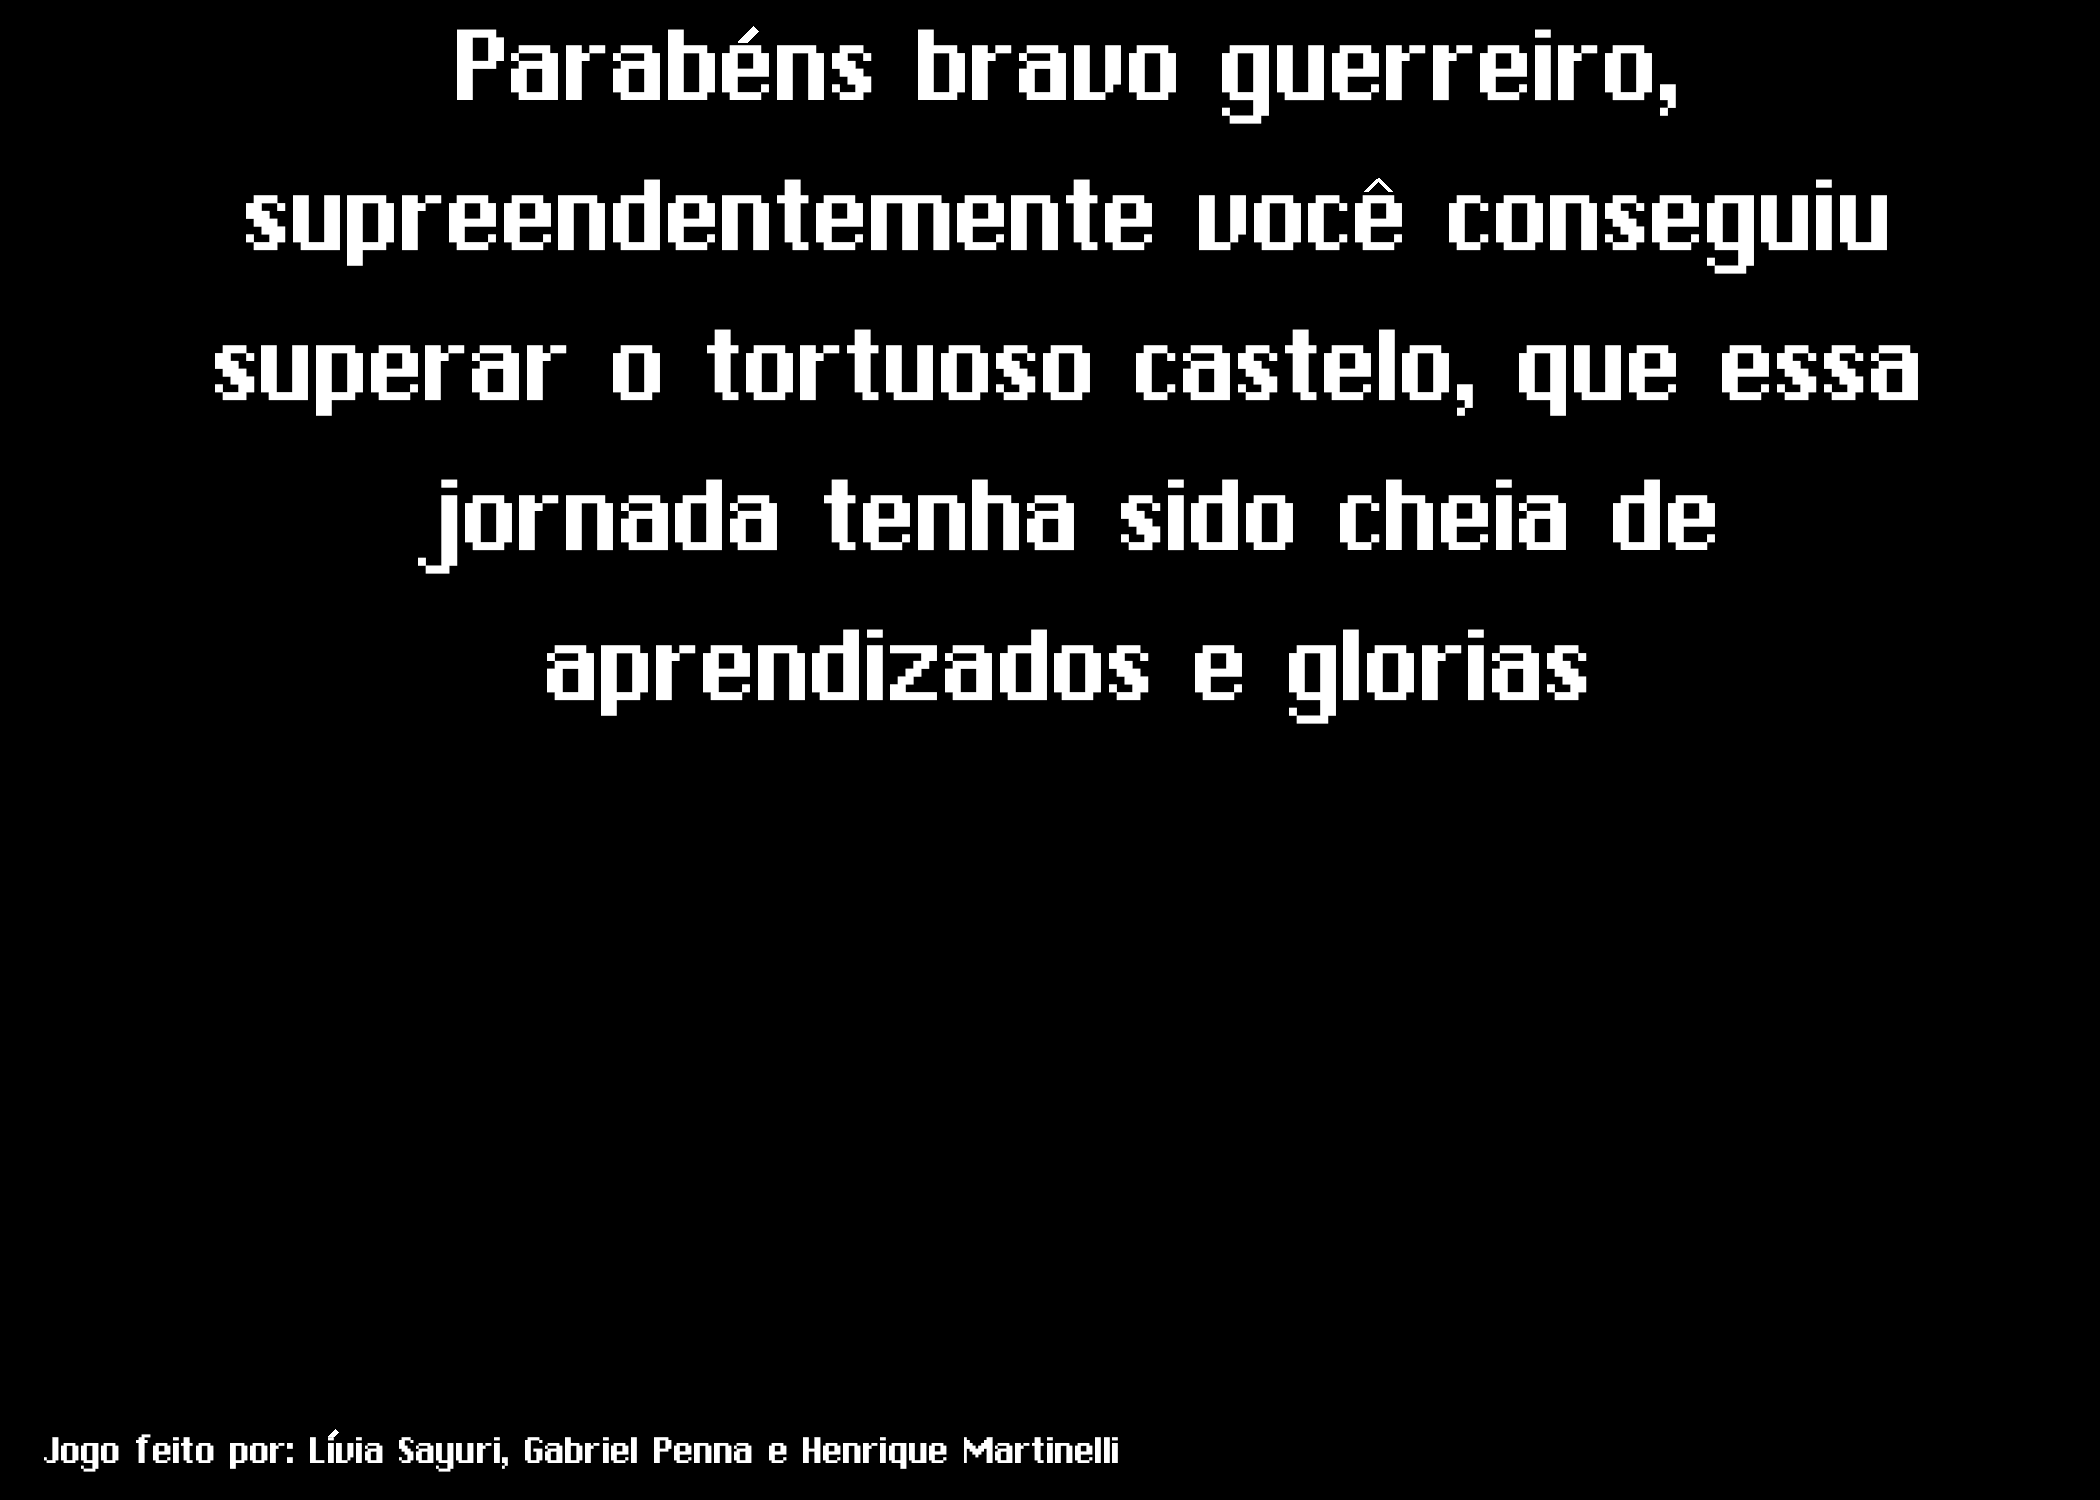 Parabéns bravo guerreiro,
supreendentemente você conseguiu
superar o tortuoso castelo, que essa
jornada tenha sido cheia de
aprendizados e glorias
Jogo feito por: Lívia Sayuri, Gabriel Penna e Henrique Martinelli